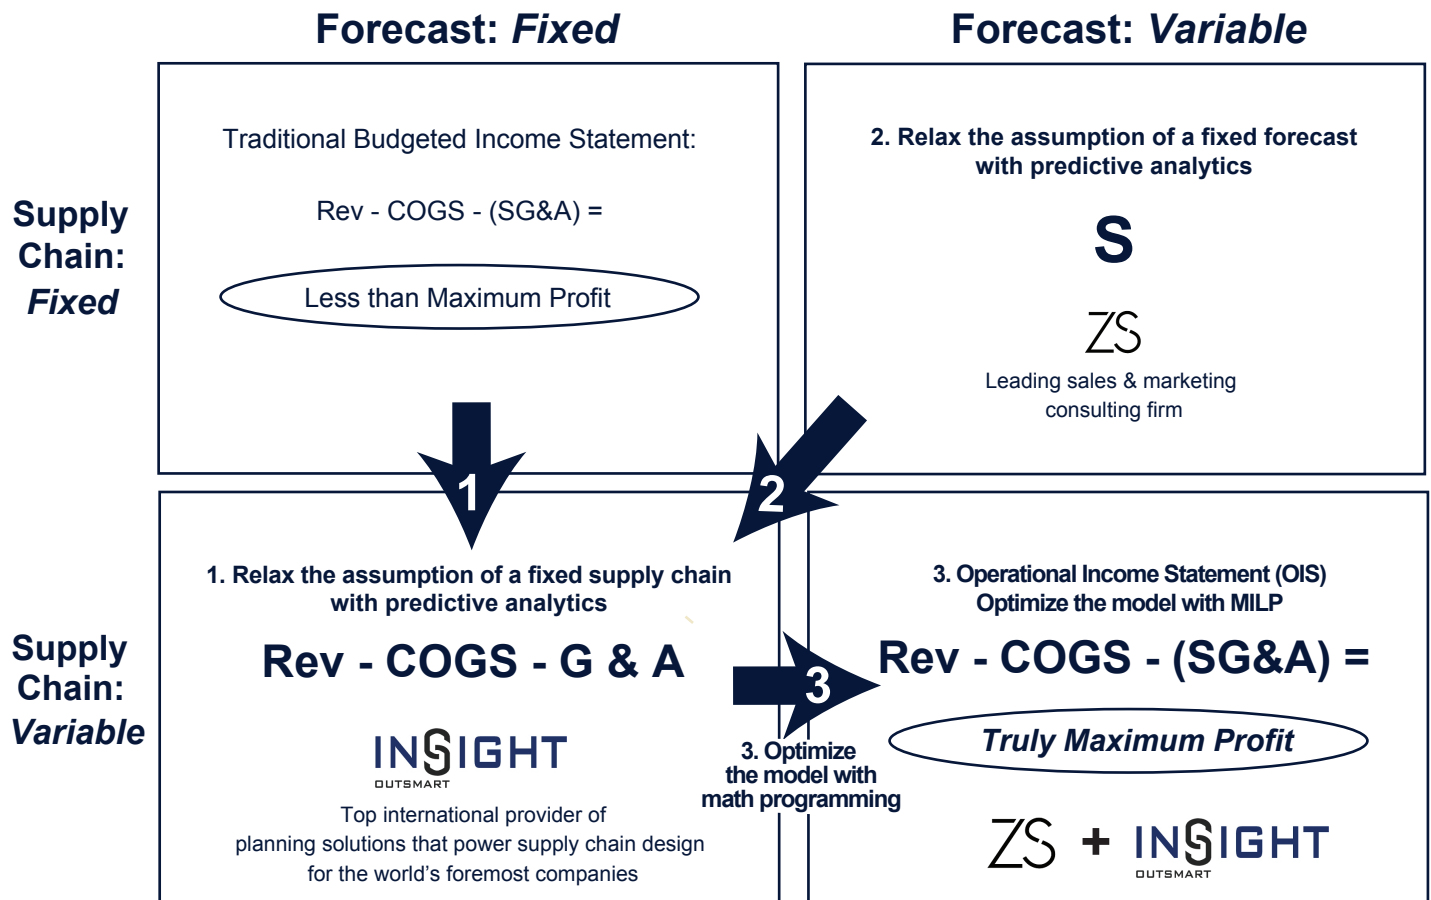 Forecast: Fixed
Forecast: Variable
Supply
Chain:
Fixed
Traditional Budgeted Income Statement:
Rev - COGS - (SG&A) =
Less than Maximum Profit
2. Relax the assumption of a fixed forecast
with predictive analytics
S
ZS
Leading sales & marketing
consulting firm
1
2
Supply
Chain:
Variable
1. Relax the assumption of a fixed supply chain
with predictive analytics
Rev - COGS - G & A
INSIGHT
OUTSMART
Top international provider of
planning solutions that power supply chain design
for the world's foremost companies
3
3. Optimize
the model with
math programming
3. Operational Income Statement (OIS)
Optimize the model with MILP
Rev - COGS - (SG&A) =
Truly Maximum Profit
ZS + INSIGHT
OUTSMART